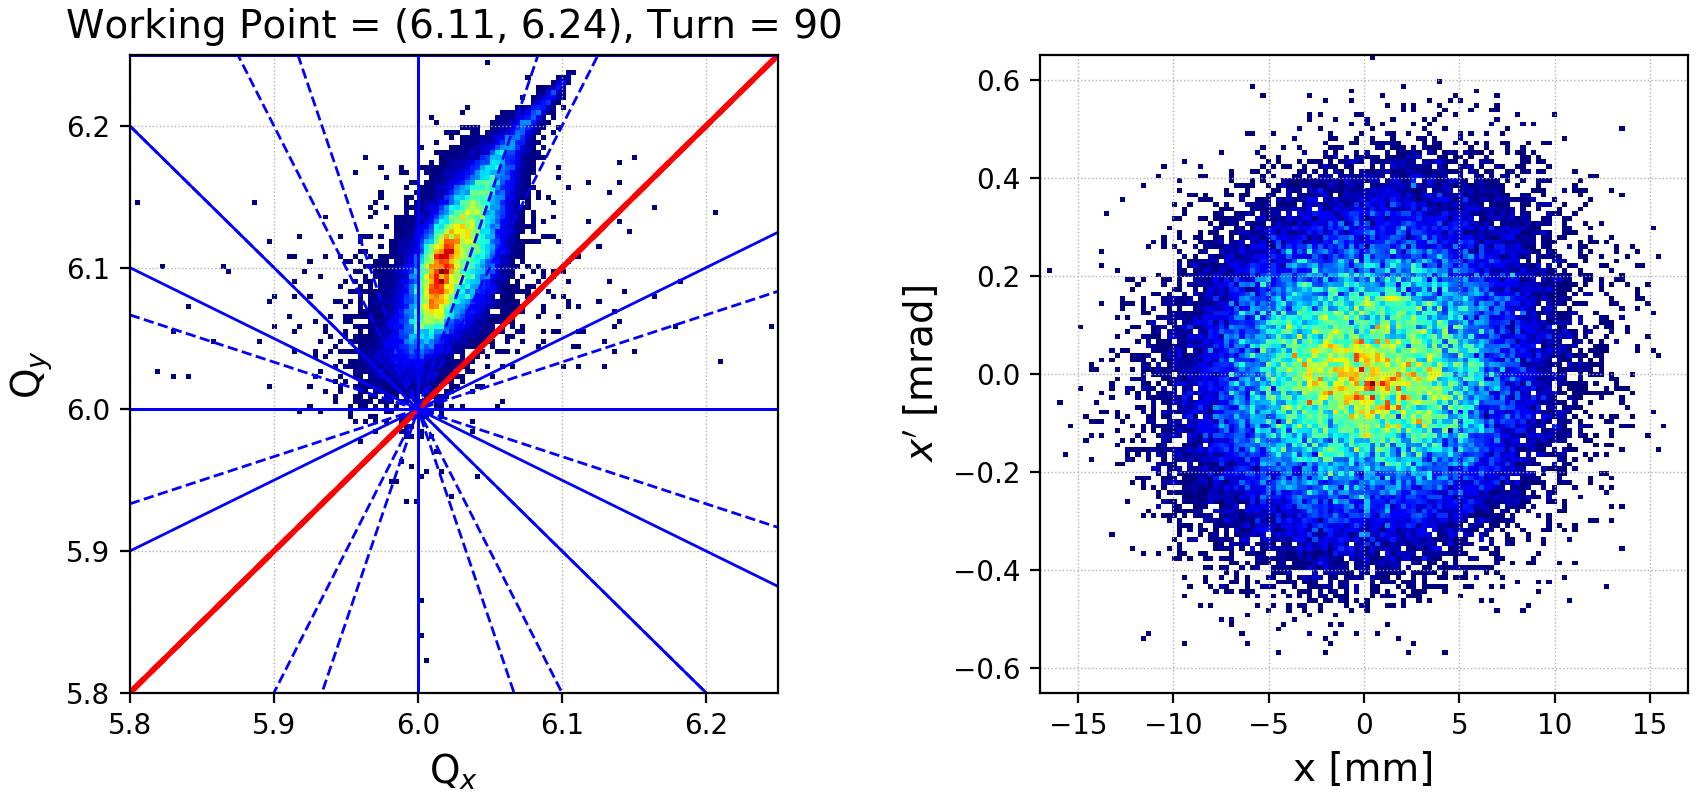 Working Point = (6.11, 6.24), Turn = 90
6.2
6.1
6.0
5.9
5.8
Qy
5.8 5.9 6.0 6.1 6.2
Qx
0.6
0.4
0.2
0.0
−0.2
−0.4
−0.6
x′ [mrad]
−15 −10 −5 0 5 10 15
x [mm]